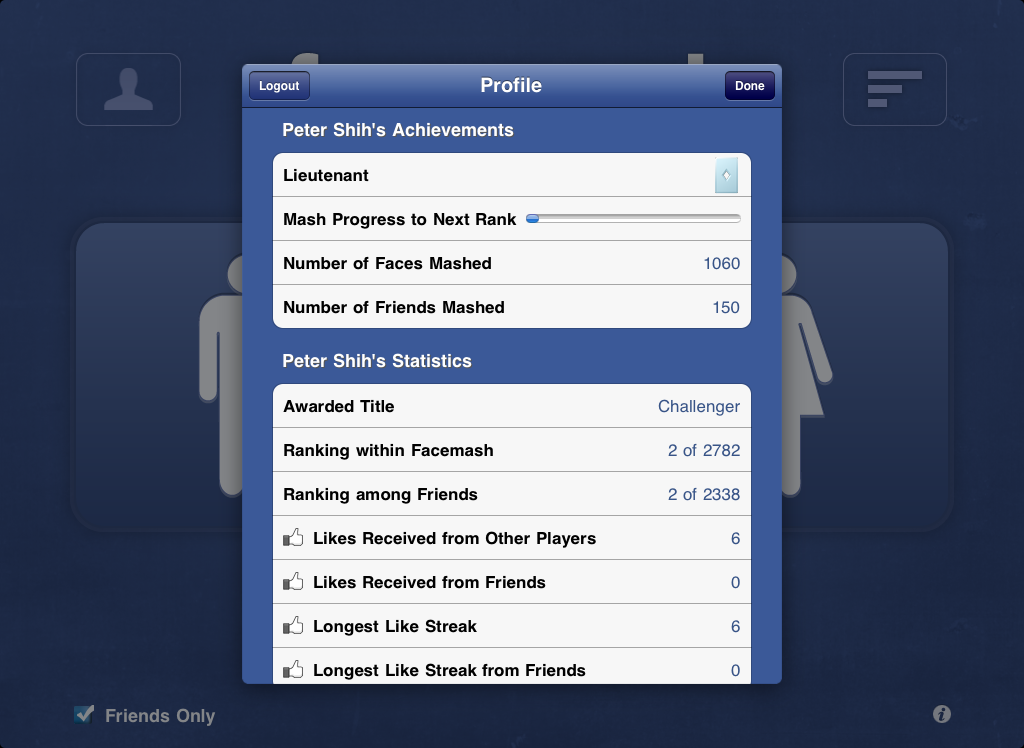 Logout
Profile
Done
Peter Shih's Achievements
Lieutenant
Mash Progress to Next Rank
Number of Faces Mashed 1060
Number of Friends Mashed 150
Peter Shih's Statistics
Awarded Title Challenger
Ranking within Facemash 2 of 2782
Ranking among Friends 2 of 2338
Likes Received from Other Players 6
Likes Received from Friends 0
Longest Like Streak 6
Longest Like Streak from Friends 0
Friends Only
i